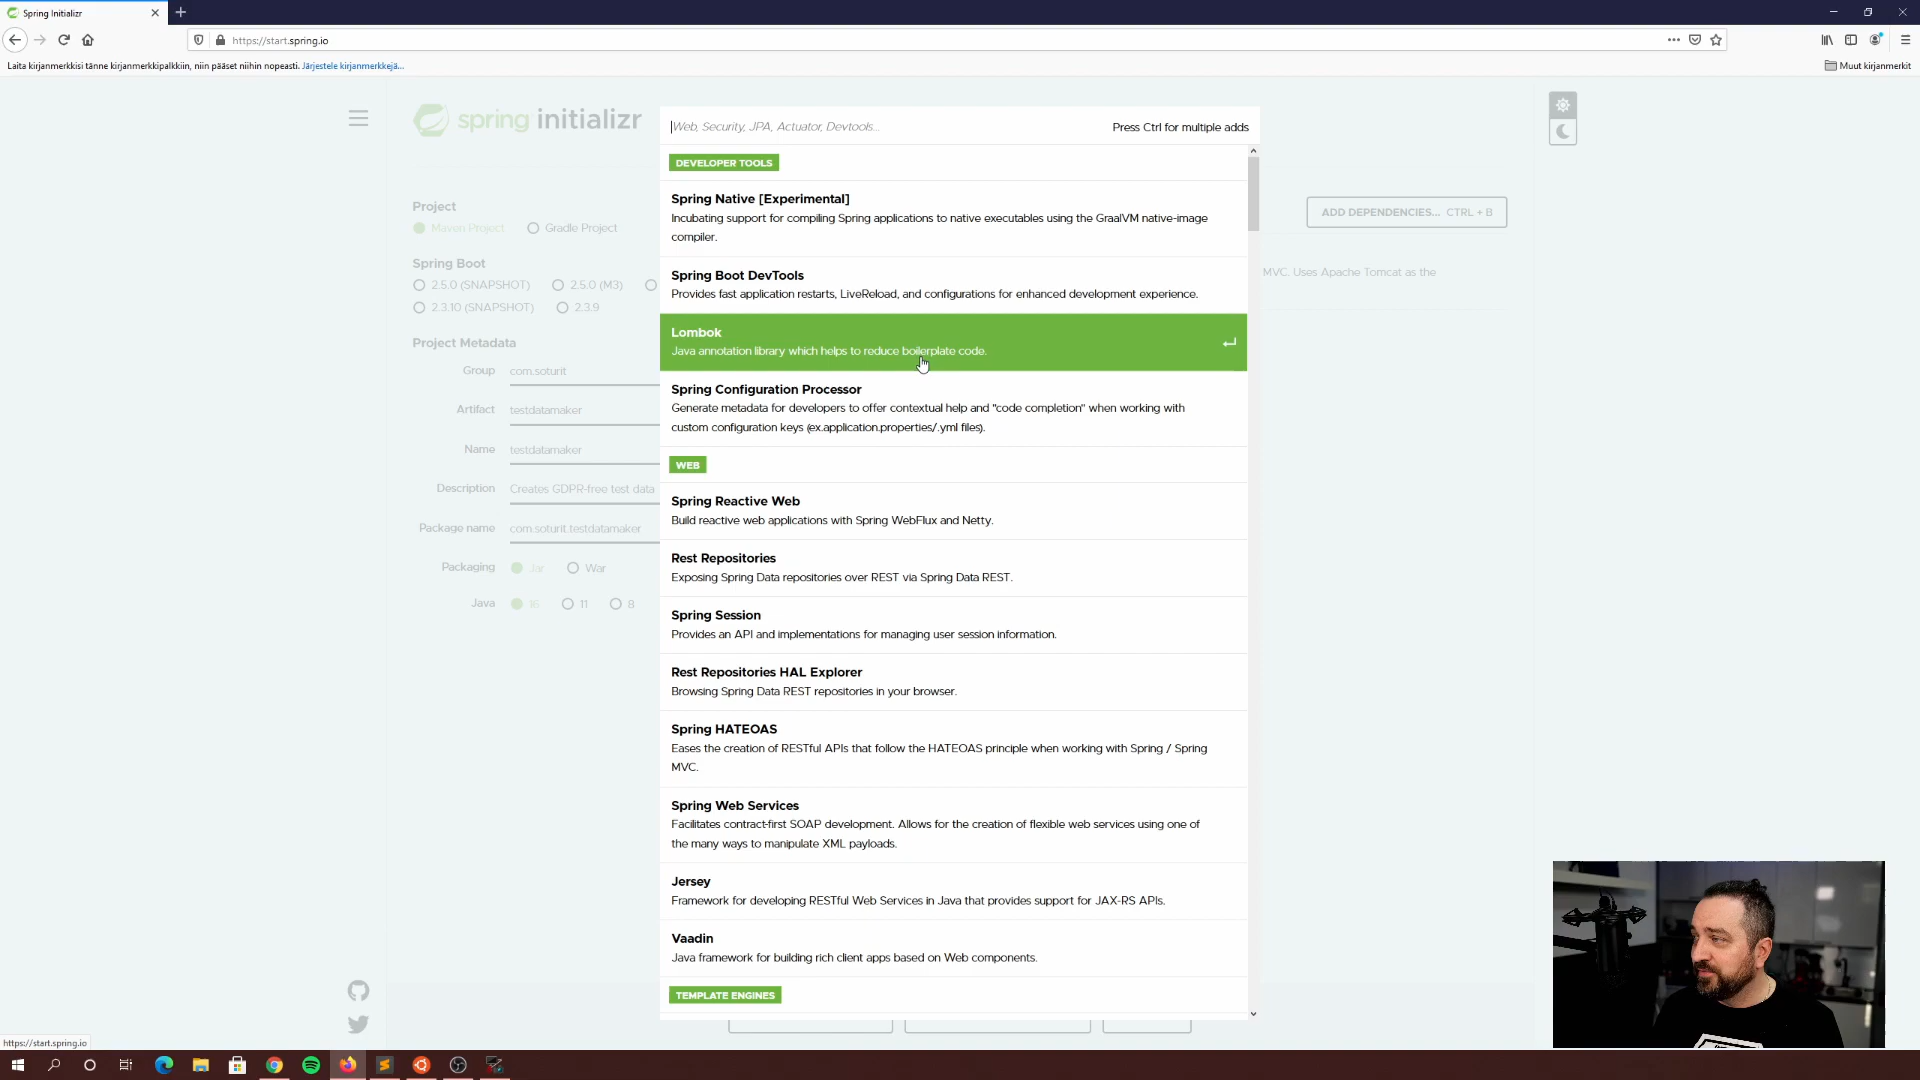 Spring Initializr
https://start.spring.io
Laita kirjanmerkkisi tänne kirjanmerkkipalkkiin, niin pääset niihin nopeasti. Järjestele kirjanmerkkejä...
Muut kirjanmerkit
spring initializr
Web, Security, JPA, Actuator, Devtools...
Press Ctrl for multiple adds
DEVELOPER TOOLS
Spring Native [Experimental]
Incubating support for compiling Spring applications to native executables using the GraalVM native-image
compiler.
Spring Boot DevTools
Provides fast application restarts, LiveReload, and configurations for enhanced development experience.
Lombok
Java annotation library which helps to reduce boilerplate code.
Spring Configuration Processor
Generate metadata for developers to offer contextual help and "code completion" when working with
custom configuration keys (ex.application.properties/.yml files).
WEB
Spring Reactive Web
Build reactive web applications with Spring WebFlux and Netty.
Rest Repositories
Exposing Spring Data repositories over REST via Spring Data REST.
Spring Session
Provides an API and implementations for managing user session information.
Rest Repositories HAL Explorer
Browsing Spring Data REST repositories in your browser.
Spring HATEOAS
Eases the creation of RESTful APIs that follow the HATEOAS principle when working with Spring / Spring
MVC.
Spring Web Services
Facilitates contract-first SOAP development. Allows for the creation of flexible web services using one of
the many ways to manipulate XML payloads.
Jersey
Framework for developing RESTful Web Services in Java that provides support for JAX-RS APIs.
Vaadin
Java framework for building rich client apps based on Web components.
TEMPLATE ENGINES
Project
Maven Project Gradle Project
Spring Boot
2.5.0 (SNAPSHOT) 2.5.0 (M3)
2.3.10 (SNAPSHOT) 2.3.9
Project Metadata
Group com.soturit
Artifact testdatamaker
Name testdatamaker
Description Creates GDPR-free test data
Package name com.soturit.testdatamaker
Packaging Jar War
Java 16 11 8
ADD DEPENDENCIES... CTRL + B
MVC. Uses Apache Tomcat as the
https://start.spring.io